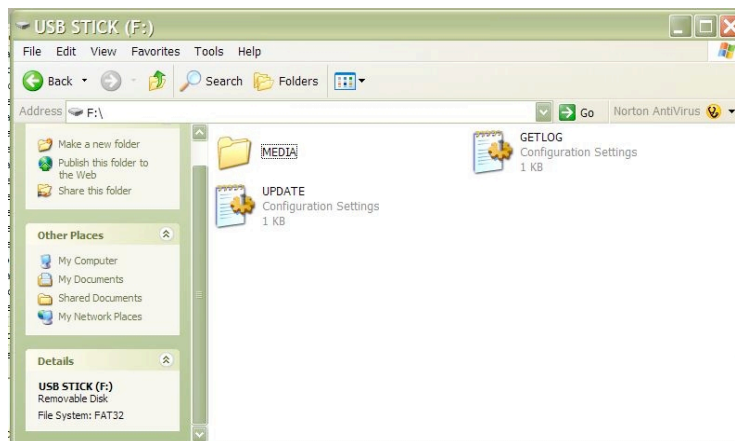 USB STICK (F:)
File Edit View Favorites Tools Help
Back Search Folders
Address F:\ Go Norton AntiVirus
Make a new folder
Publish this folder to
the Web
Share this folder
Other Places
My Computer
My Documents
Shared Documents
My Network Places
Details
USB STICK (F:)
Removable Disk
File System: FAT32
MEDIA
GETLOG
Configuration Settings
1 KB
UPDATE
Configuration Settings
1 KB